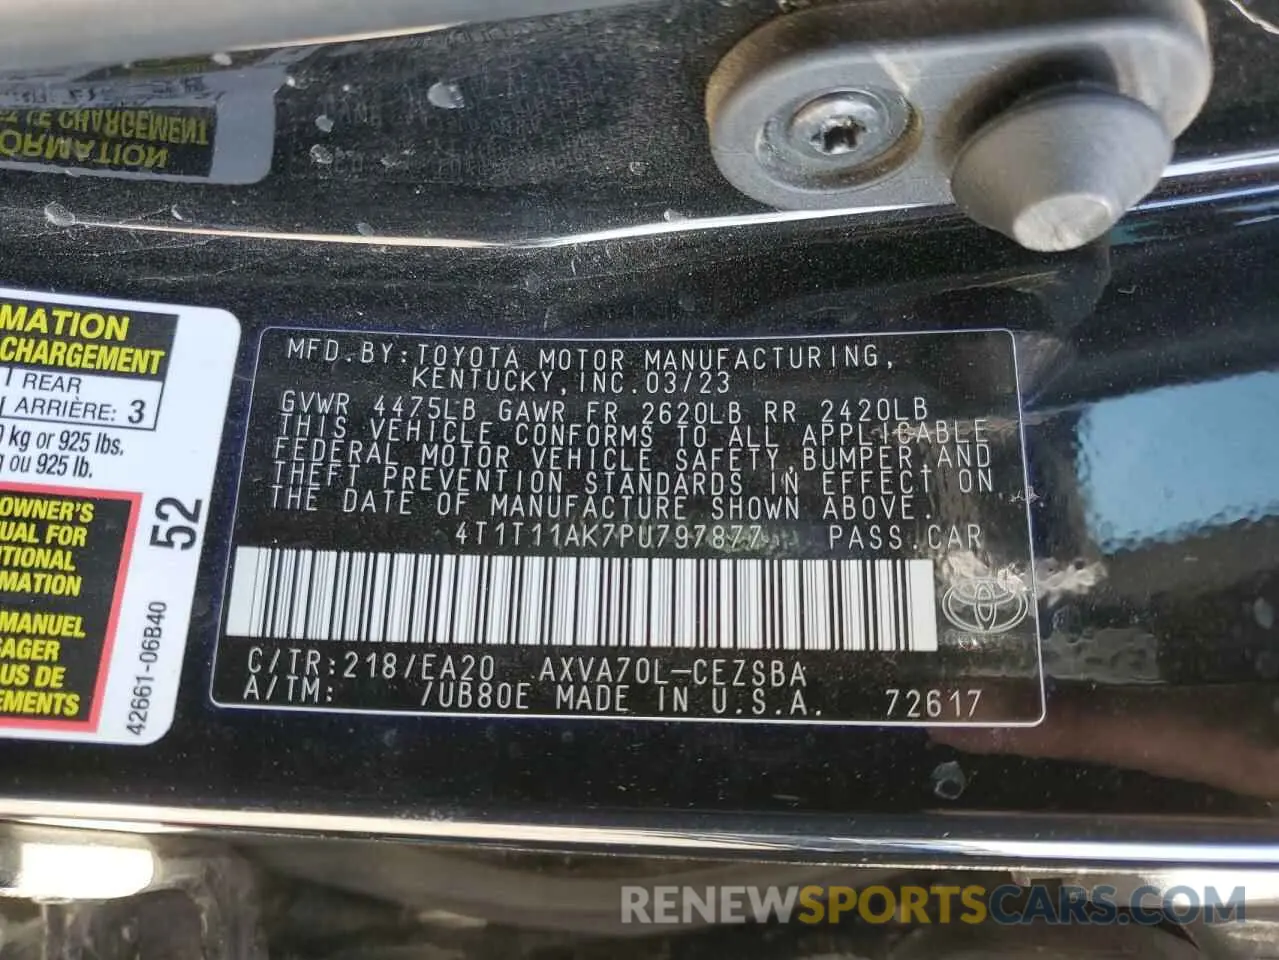 LE CHARGEMENT
ORMATION
MATION
CHARGEMENT
REAR
ARRIÈRE: 3
kg or 925 lbs.
ou 925 lb.
OWNER'S
UAL FOR
ITIONAL
MATION
MANUEL
SAGER
US DE
EMENTS
52
42661-06B40
MFD.BY:TOYOTA MOTOR MANUFACTURING,
KENTUCKY,INC.03/23
GVWR 4475LB GAWR FR 2620LB RR 2420LB
THIS VEHICLE CONFORMS TO ALL APPLICABLE
FEDERAL MOTOR VEHICLE SAFETY,BUMPER,AND
THEFT PREVENTION STANDARDS IN EFFECT ON
THE DATE OF MANUFACTURE SHOWN ABOVE.
4T1T11AK7PU797877 PASS.CAR
C/TR:218/EA20 AXVA70L-CEZSBA
A/TM: /UB80E MADE IN U.S.A. 72617
RENEWSPORTSCARS.COM